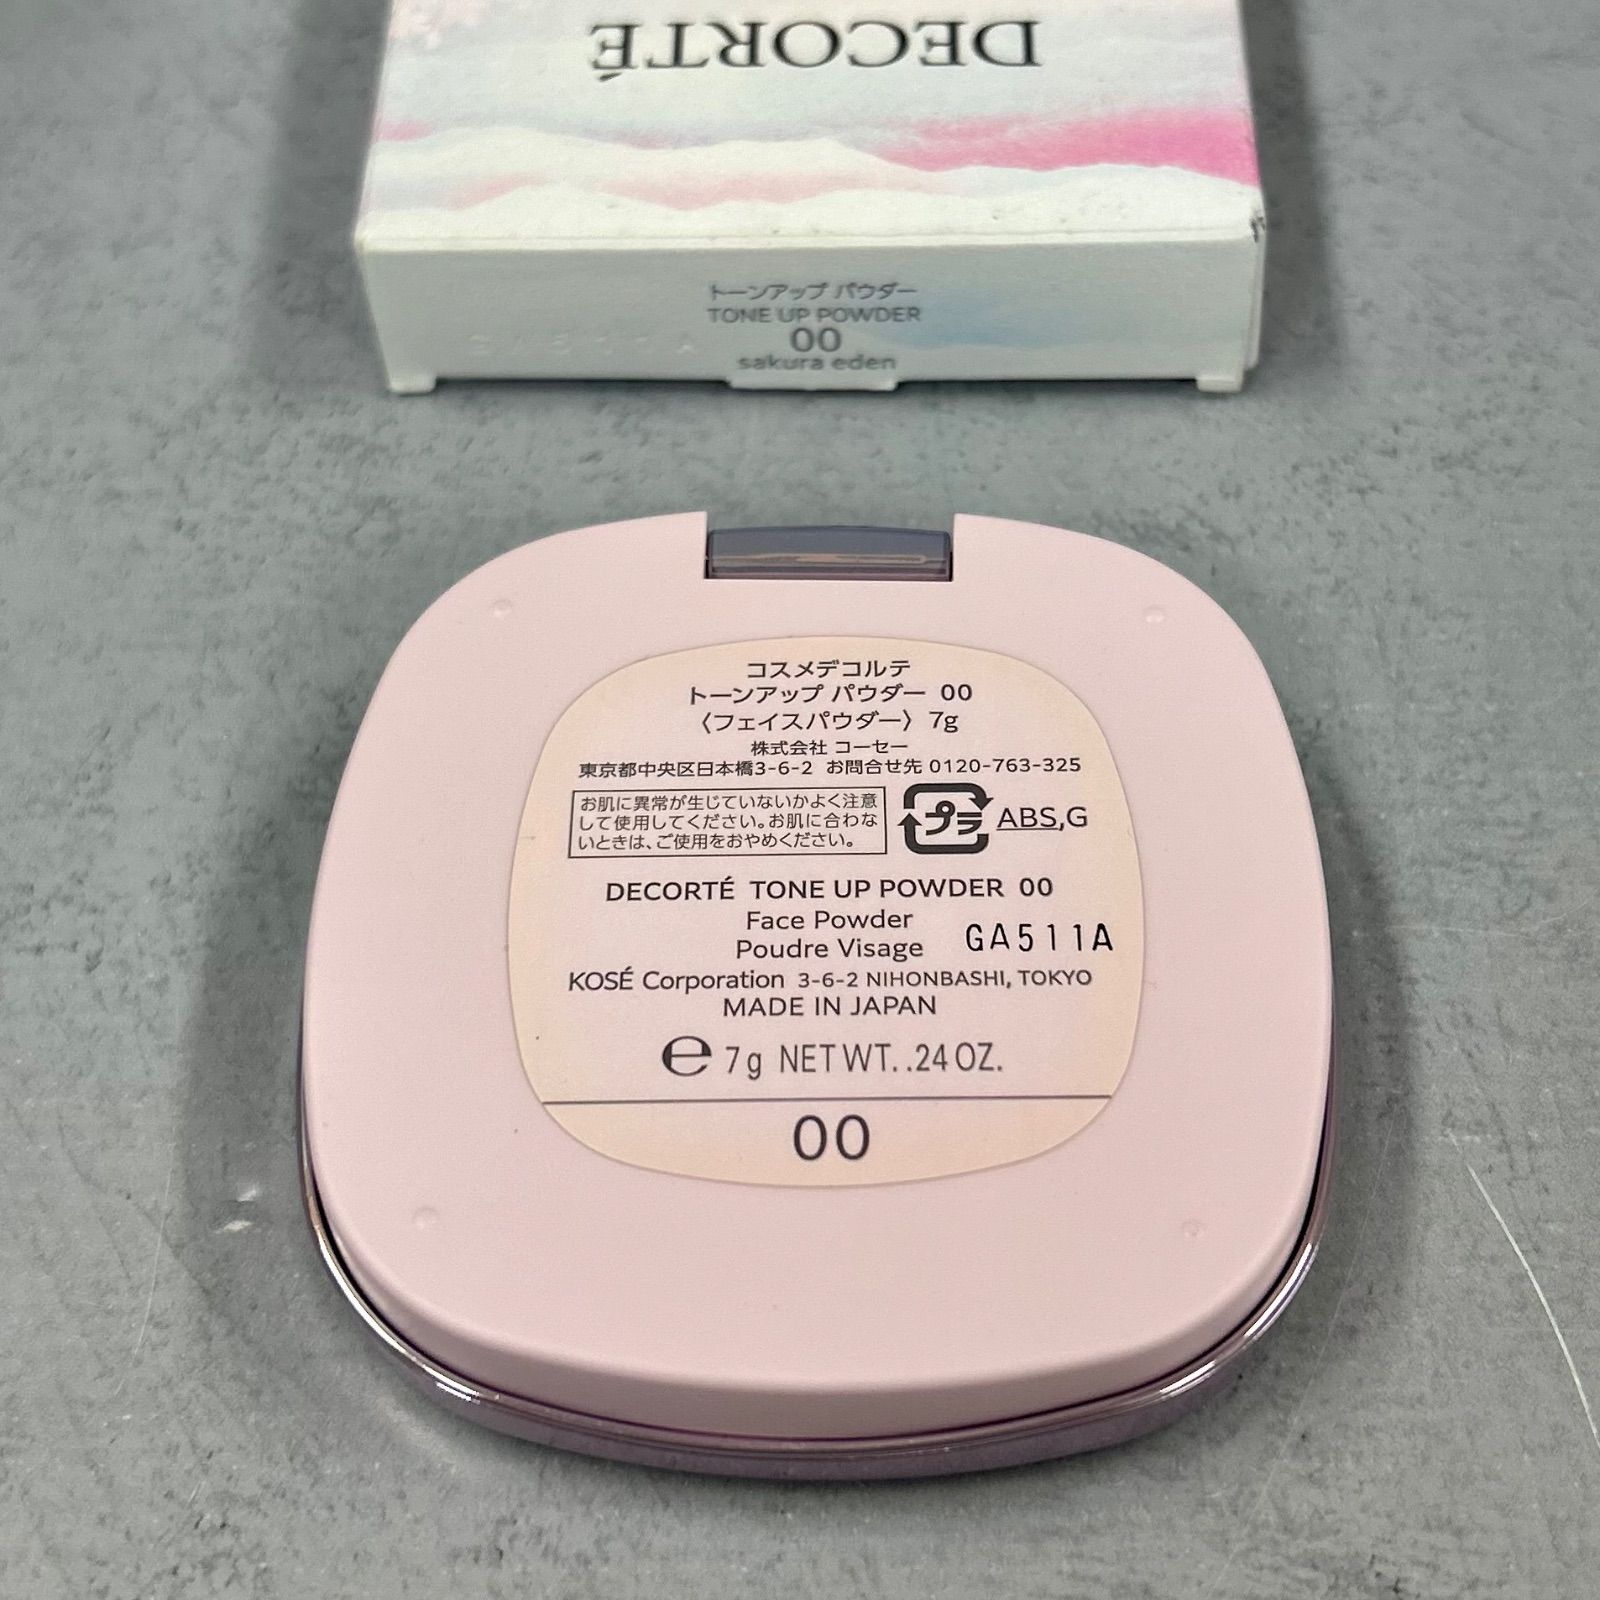 DECORTÉ
トーンアップ パウダー
TONE UP POWDER
00
sakura eden
コスメデコルテ
トーンアップ パウダー 00
〈フェイスパウダー〉 7g
株式会社 コーセー
東京都中央区日本橋3-6-2 お問合せ先 0120-763-325
お肌に異常が生じていないかよく注意
して使用してください。お肌に合わな
いときは、ご使用をおやめください。
プラ ABS,G
DECORTÉ TONE UP POWDER 00
Face Powder
Poudre Visage GA511A
KOSÉ Corporation 3-6-2 NIHONBASHI, TOKYO
MADE IN JAPAN
℮ 7g NET WT. .24 OZ.
00